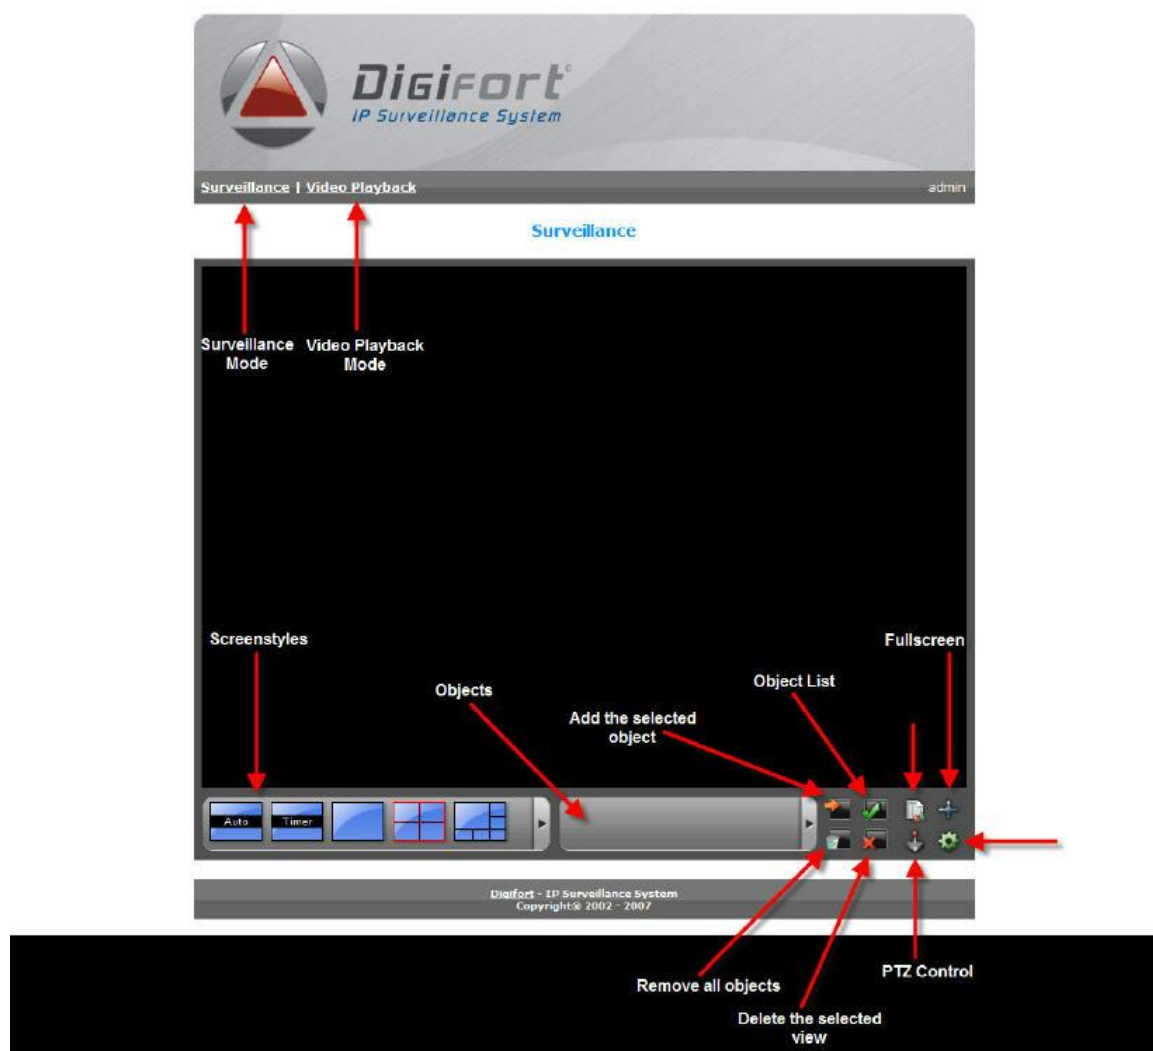 Digifort®
IP Surveillance System
Surveillance | Video Playback
admin
Surveillance
Surveillance
Mode
Video Playback
Mode
Screenstyles
Fullscreen
Object List
Objects
Add the selected
object
Auto
Timer
Digifort - IP Surveillance System
Copyright® 2002 - 2007
PTZ Control
Remove all objects
Delete the selected
view